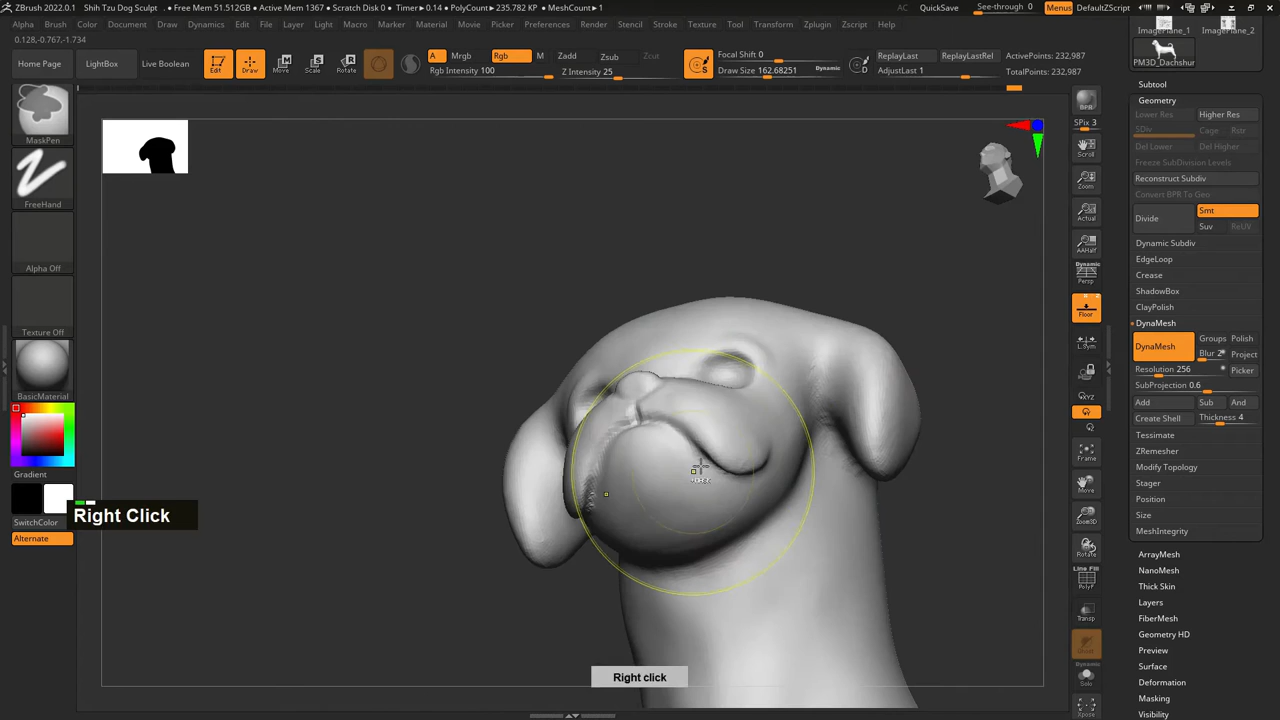 ZBrush 2022.0.1 Shih Tzu Dog Sculpt . • Free Mem 51.512GB • Active Mem 1367 • Scratch Disk 7 • Timer▸0.14 • PolyCount▸235.782 KP • MeshCount▸1
AC QuickSave See-through 0 Menus DefaultZScript
Alpha Brush Color Document Draw Dynamics Edit File Layer Light Macro Marker Material Movie Picker Preferences Render Stencil Stroke Texture Tool Transform Zplugin Zscript Help
0.128,-0.767,-1.734
Home Page LightBox Live Boolean Edit Draw Move Scale Rotate
A Mrgb Rgb M Zadd Zsub Zcut
Rgb Intensity 100 Z Intensity 25
Focal Shift 0
Draw Size 162.68251 Dynamic
ReplayLast ReplayLastRel
AdjustLast 1
ActivePoints: 232,987
TotalPoints: 232,987
MaskPen
FreeHand
Alpha Off
Texture Off
BasicMaterial
Gradient
SwitchColor
Alternate
Right Click
Right click
BPR
SPix 3
Scroll
Zoom
Actual
AAHalf
Dynamic
Persp
Floor
L.Sym
Frame
Move
Zoom3D
Rotate
Line Fill
PolyF
Transp
Dynamic
Solo
Xpose
ImagePlane_1 ImagePlane_2
PM3D_Dachshur
Subtool
Geometry
Lower Res Higher Res
SDiv Cage Rstr
Del Lower Del Higher
Freeze SubDivision Levels
Reconstruct Subdiv
Convert BPR To Geo
Divide Smt
Suv ReUV
Dynamic Subdiv
EdgeLoop
Crease
ShadowBox
ClayPolish
DynaMesh
DynaMesh Groups Polish
Blur 2 Project
Resolution 256 Picker
SubProjection 0.6
Add Sub And
Create Shell Thickness 4
Tessimate
ZRemesher
Modify Topology
Stager
Position
Size
MeshIntegrity
ArrayMesh
NanoMesh
Thick Skin
Layers
FiberMesh
Geometry HD
Preview
Surface
Deformation
Masking
Visibility